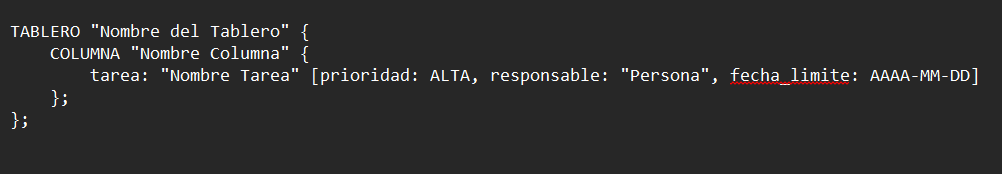 TABLERO "Nombre del Tablero" {
    COLUMNA "Nombre Columna" {
        tarea: "Nombre Tarea" [prioridad: ALTA, responsable: "Persona", fecha_limite: AAAA-MM-DD]
    };
};